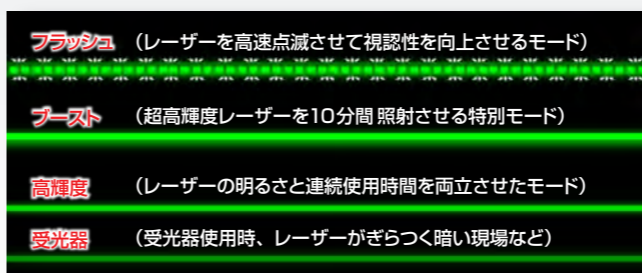 フラッシュ （レーザーを高速点滅させて視認性を向上させるモード）
ブースト （超高輝度レーザーを10分間 照射させる特別モード）
高輝度 （レーザーの明るさと連続使用時間を両立させたモード）
受光器 （受光器使用時、レーザーがぎらつく暗い現場など）